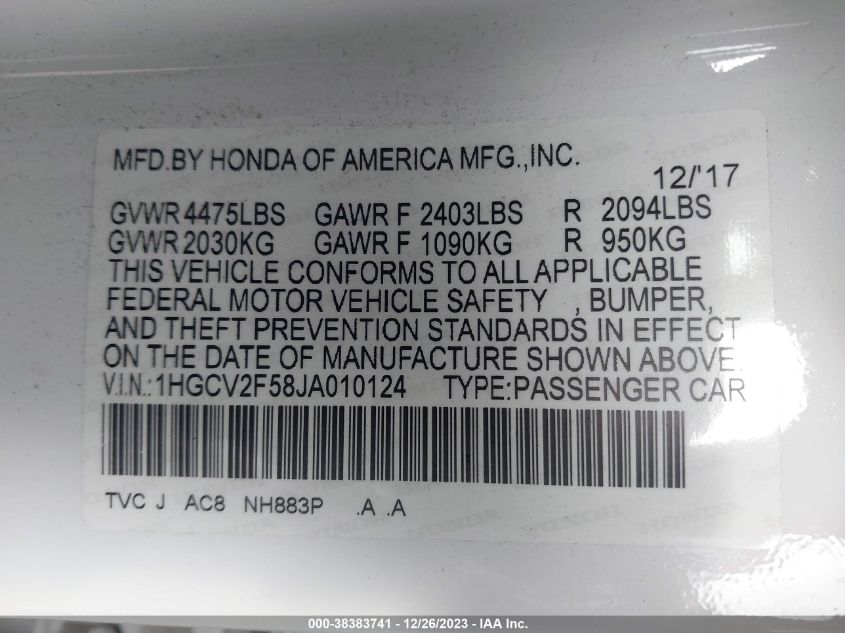 MFD.BY HONDA OF AMERICA MFG.,INC.
12/'17
GVWR 4475LBS GAWR F 2403LBS R 2094LBS
GVWR 2030KG GAWR F 1090KG R 950KG
THIS VEHICLE CONFORMS TO ALL APPLICABLE
FEDERAL MOTOR VEHICLE SAFETY , BUMPER,
AND THEFT PREVENTION STANDARDS IN EFFECT
ON THE DATE OF MANUFACTURE SHOWN ABOVE.
V.I.N.:1HGCV2F58JA010124 TYPE:PASSENGER CAR
TVC J AC8 NH883P .A .A
000-38383741 - 12/26/2023 - IAA Inc.